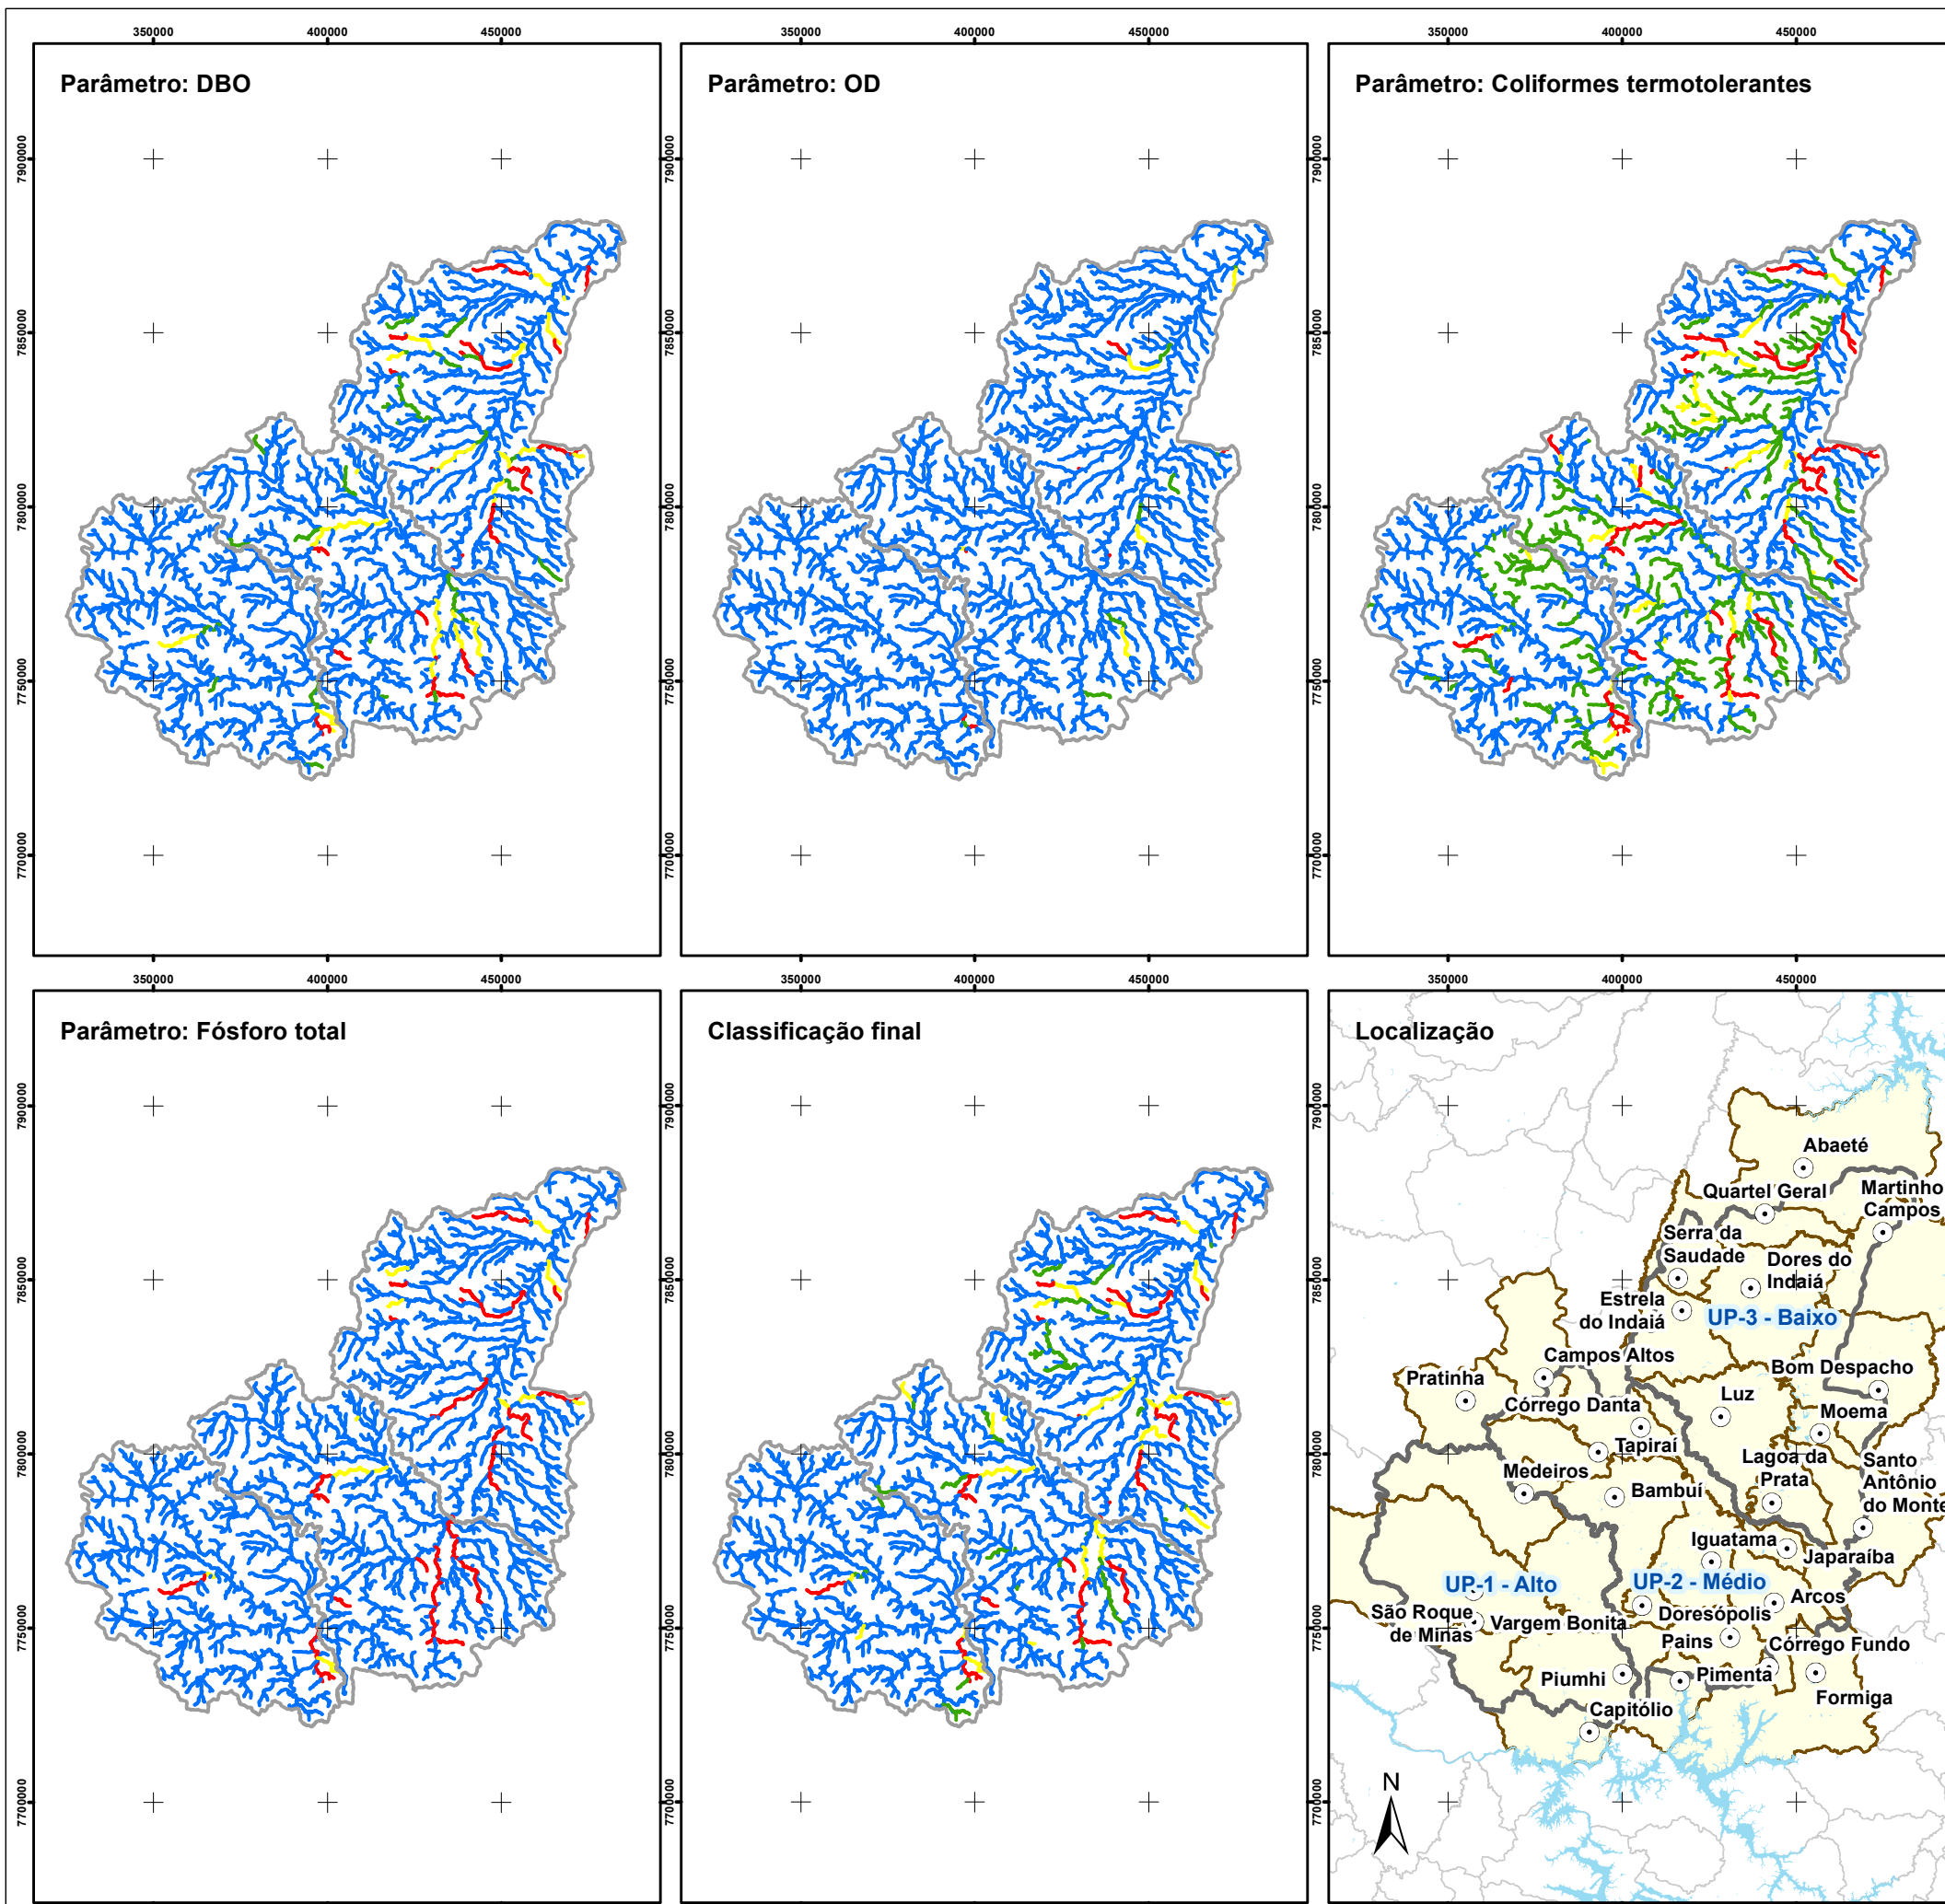 350000 400000 450000 350000 400000 450000 350000 400000 450000
Parâmetro: DBO
Parâmetro: OD
Parâmetro: Coliformes termotolerantes
7900000 7900000 7900000
7850000 7850000 7850000
7800000 7800000 7800000
7750000 7750000 7750000
7700000 7700000 7700000
350000 400000 450000 350000 400000 450000 350000 400000 450000
Parâmetro: Fósforo total
Classificação final
Localização
7900000 7900000 7900000
7850000 7850000 7850000
7800000 7800000 7800000
7750000 7750000 7750000
7700000 7700000 7700000
Abaeté
Quartel Geral
Martinho
Campos
Serra da
Saudade
Dores do
Indaiá
Estrela
do Indaiá
UP-3 - Baixo
Campos Altos
Bom Despacho
Pratinha
Luz
Córrego Danta
Moema
Tapiraí
Lagoa da
Prata
Santo
Antônio
do Monte
Medeiros
Bambuí
Iguatama
Japaraíba
UP-1 - Alto
UP-2 - Médio
Arcos
São Roque
de Minas
Vargem Bonita
Doresópolis
Pains
Córrego Fundo
Piumhi
Pimenta
Formiga
Capitólio
N